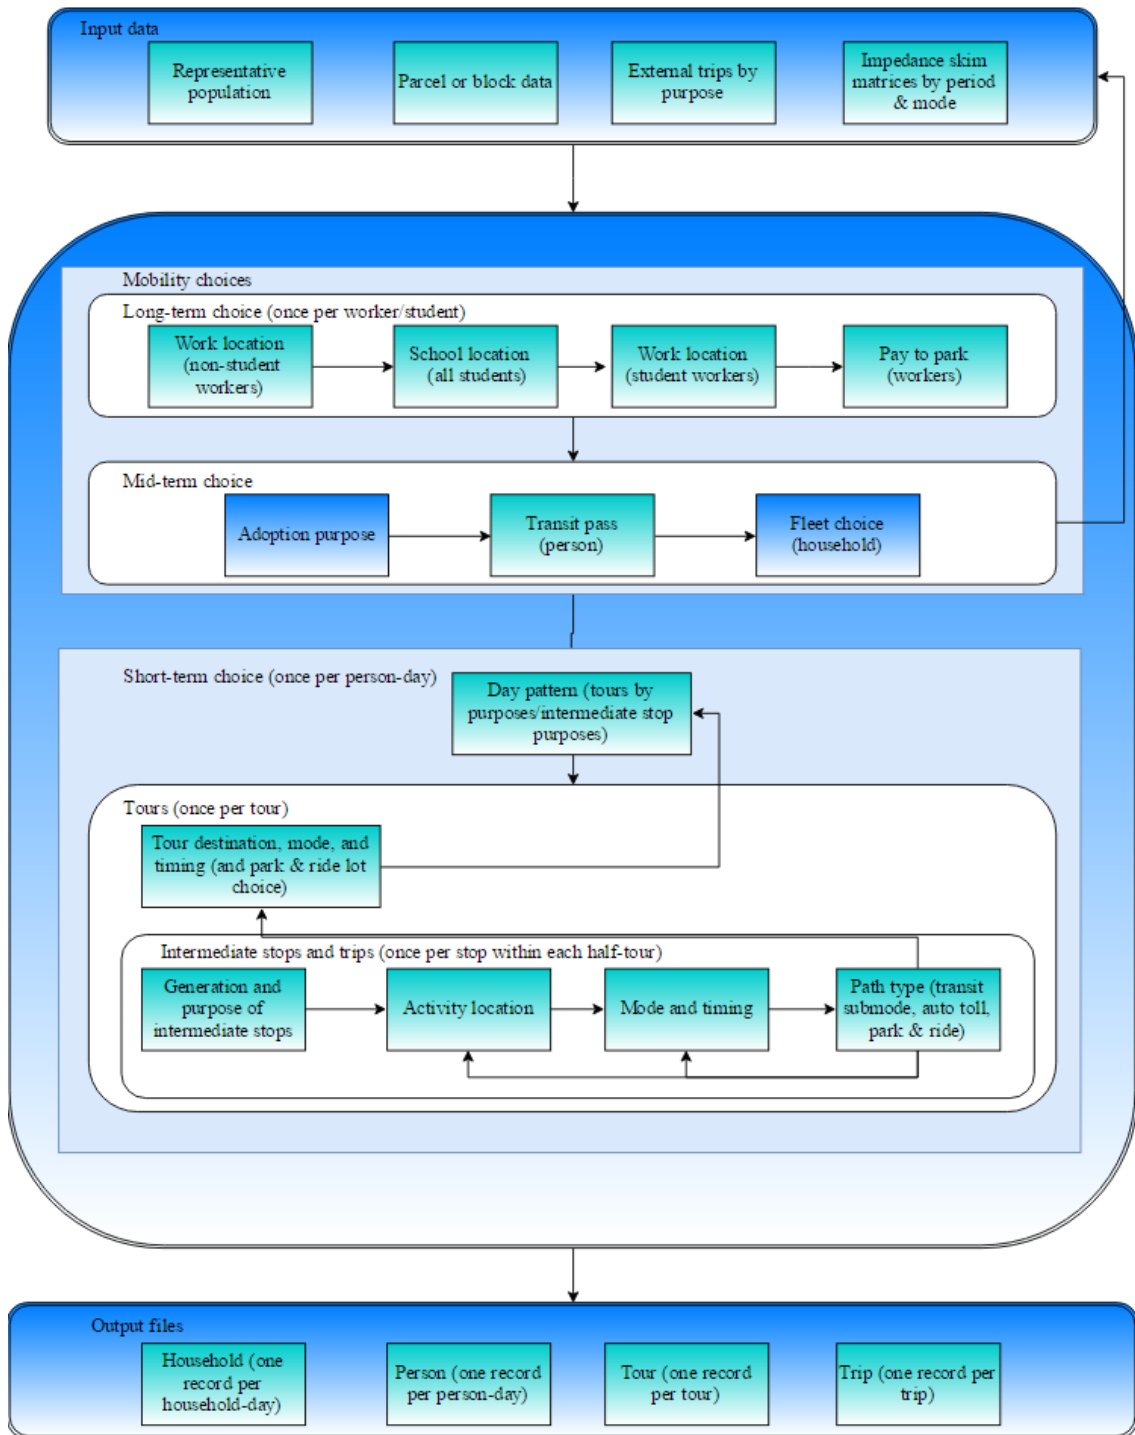 Input data
Representative
population
Parcel or block data
External trips by
purpose
Impedance skim
matrices by period
& mode
Mobility choices
Long-term choice (once per worker/student)
Work location
(non-student
workers)
School location
(all students)
Work location
(student workers)
Pay to park
(workers)
Mid-term choice
Adoption purpose
Transit pass
(person)
Fleet choice
(household)
Short-term choice (once per person-day)
Day pattern (tours by
purposes/intermediate stop
purposes)
Tours (once per tour)
Tour destination, mode, and
timing (and park & ride lot
choice)
Intermediate stops and trips (once per stop within each half-tour)
Generation and
purpose of
intermediate stops
Activity location
Mode and timing
Path type (transit
submode, auto toll,
park & ride)
Output files
Household (one
record per
household-day)
Person (one record
per person-day)
Tour (one record
per tour)
Trip (one record per
trip)